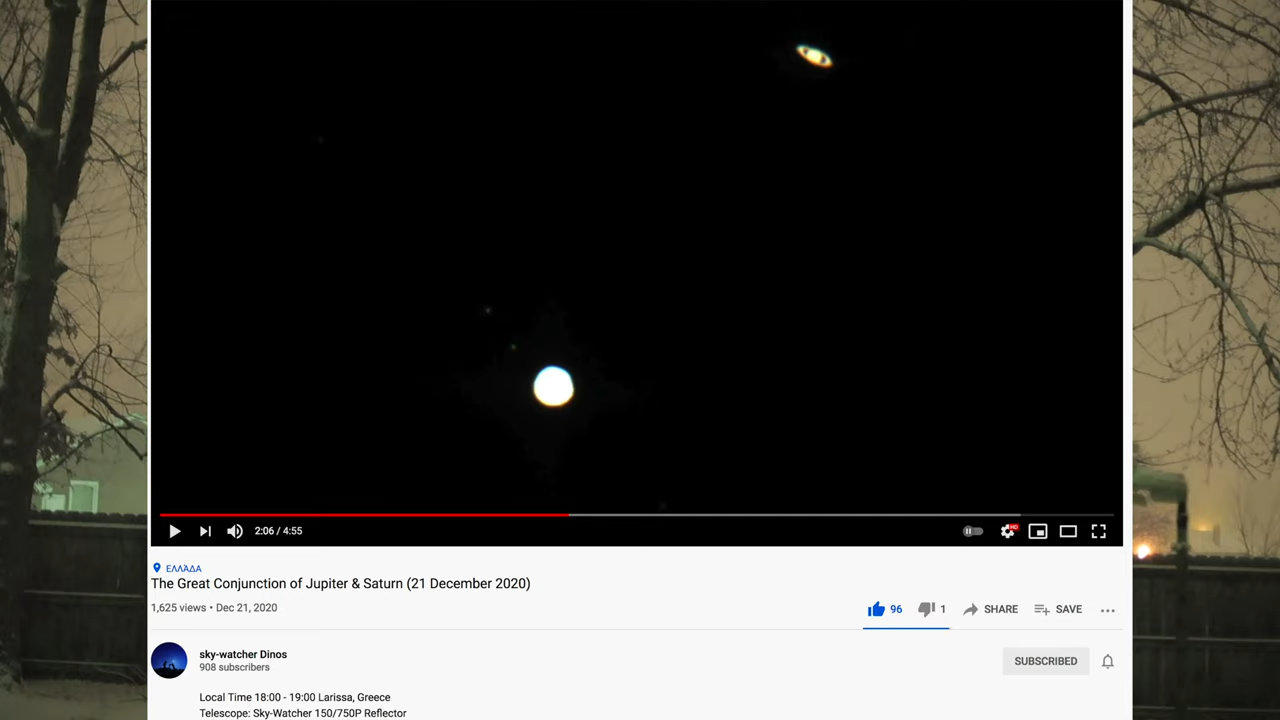 2:06 / 4:55
HD
ΕΛΛΆΔΑ
The Great Conjunction of Jupiter & Saturn (21 December 2020)
1,625 views • Dec 21, 2020
96
1
SHARE
SAVE
sky-watcher Dinos
908 subscribers
SUBSCRIBED
Local Time 18:00 - 19:00 Larissa, Greece
Telescope: Sky-Watcher 150/750P Reflector